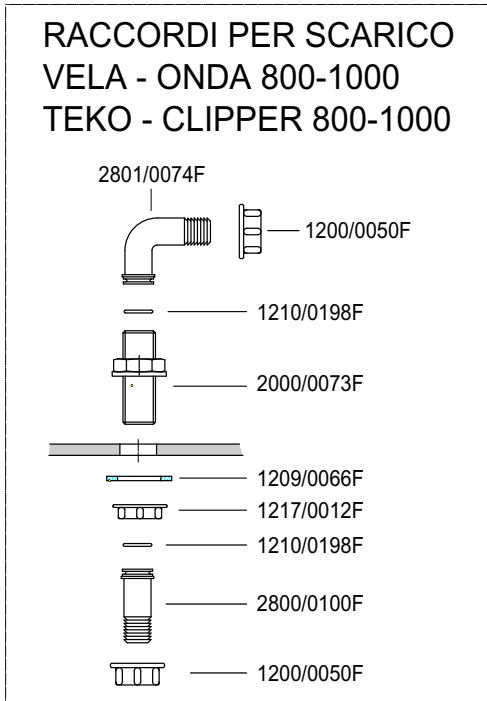 RACCORDI PER SCARICO
VELA - ONDA 800-1000
TEKO - CLIPPER 800-1000
2801/0074F
1200/0050F
1210/0198F
2000/0073F
1209/0066F
1217/0012F
1210/0198F
2800/0100F
1200/0050F